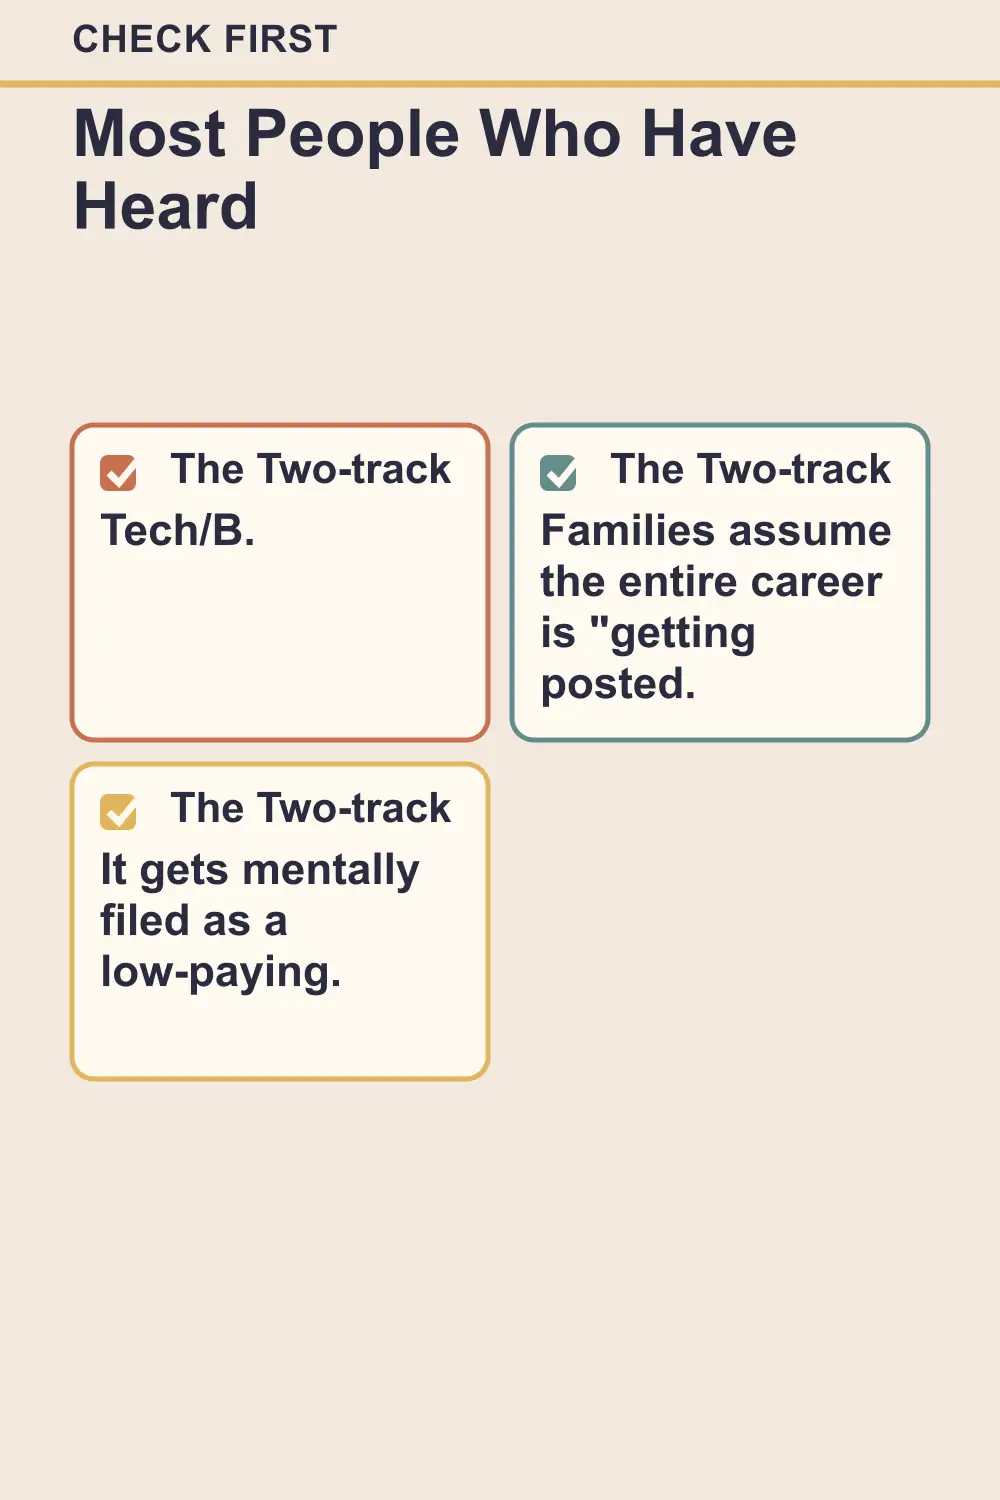 CHECK FIRST
Most People Who Have
Heard
The Two-track
Tech/B.
The Two-track
Families assume
the entire career
is "getting
posted.
The Two-track
It gets mentally
filed as a
low-paying.